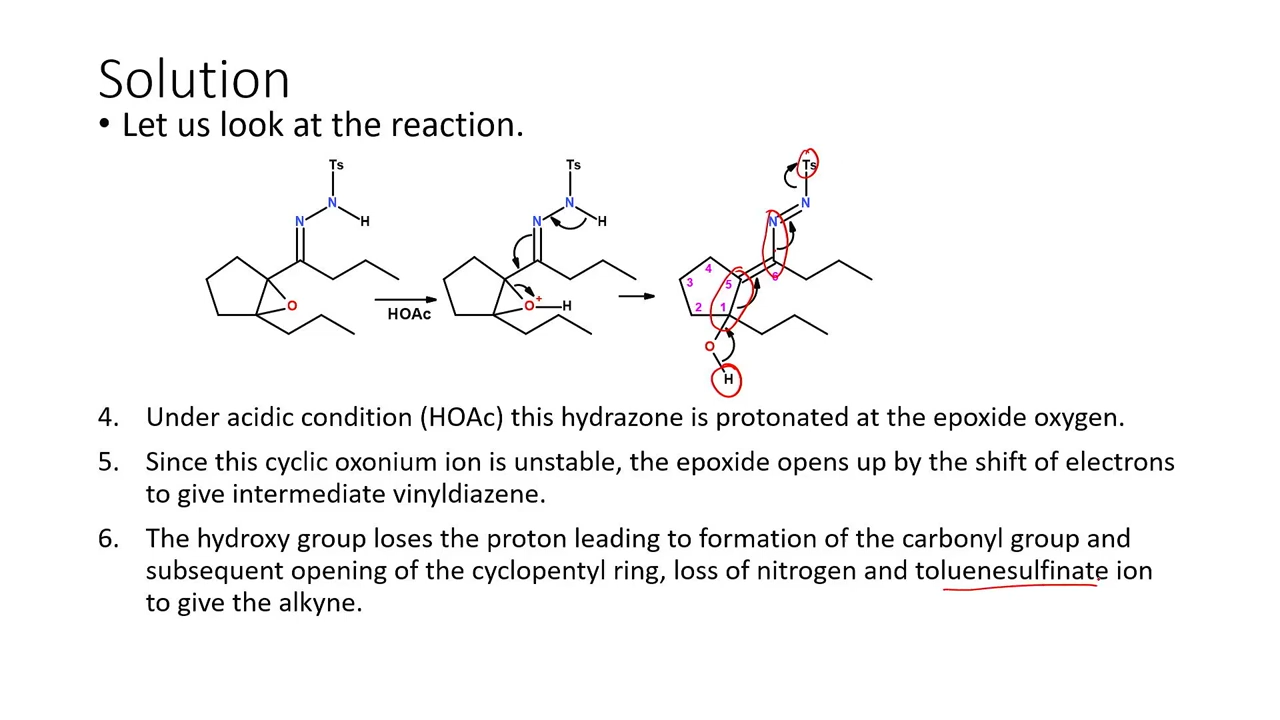 Solution
• Let us look at the reaction.
Ts Ts Ts
N N N
N H N H N
4 6
3 5
O HOAc O+ H 2 1
O
H
4. Under acidic condition (HOAc) this hydrazone is protonated at the epoxide oxygen.
5. Since this cyclic oxonium ion is unstable, the epoxide opens up by the shift of electrons
to give intermediate vinyldiazene.
6. The hydroxy group loses the proton leading to formation of the carbonyl group and
subsequent opening of the cyclopentyl ring, loss of nitrogen and toluenesulfinate ion
to give the alkyne.